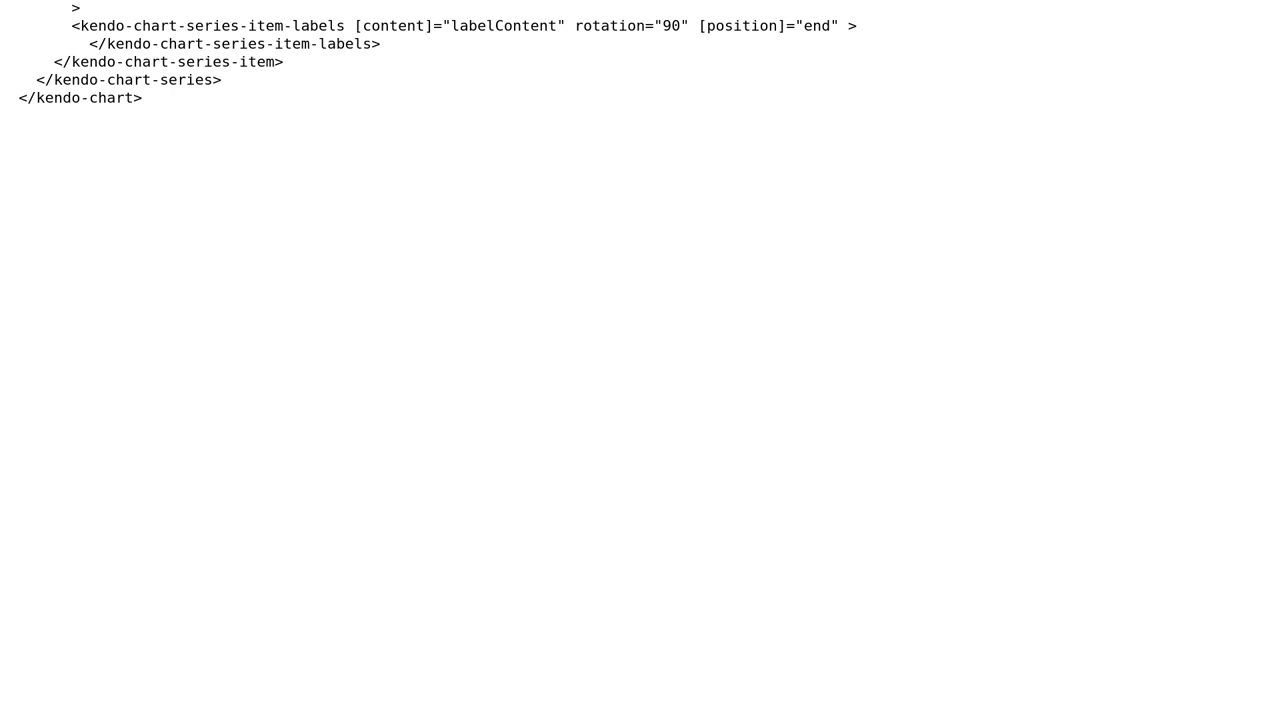 >
<kendo-chart-series-item-labels [content]="labelContent" rotation="90" [position]="end" >
</kendo-chart-series-item-labels>
</kendo-chart-series-item>
</kendo-chart-series>
</kendo-chart>